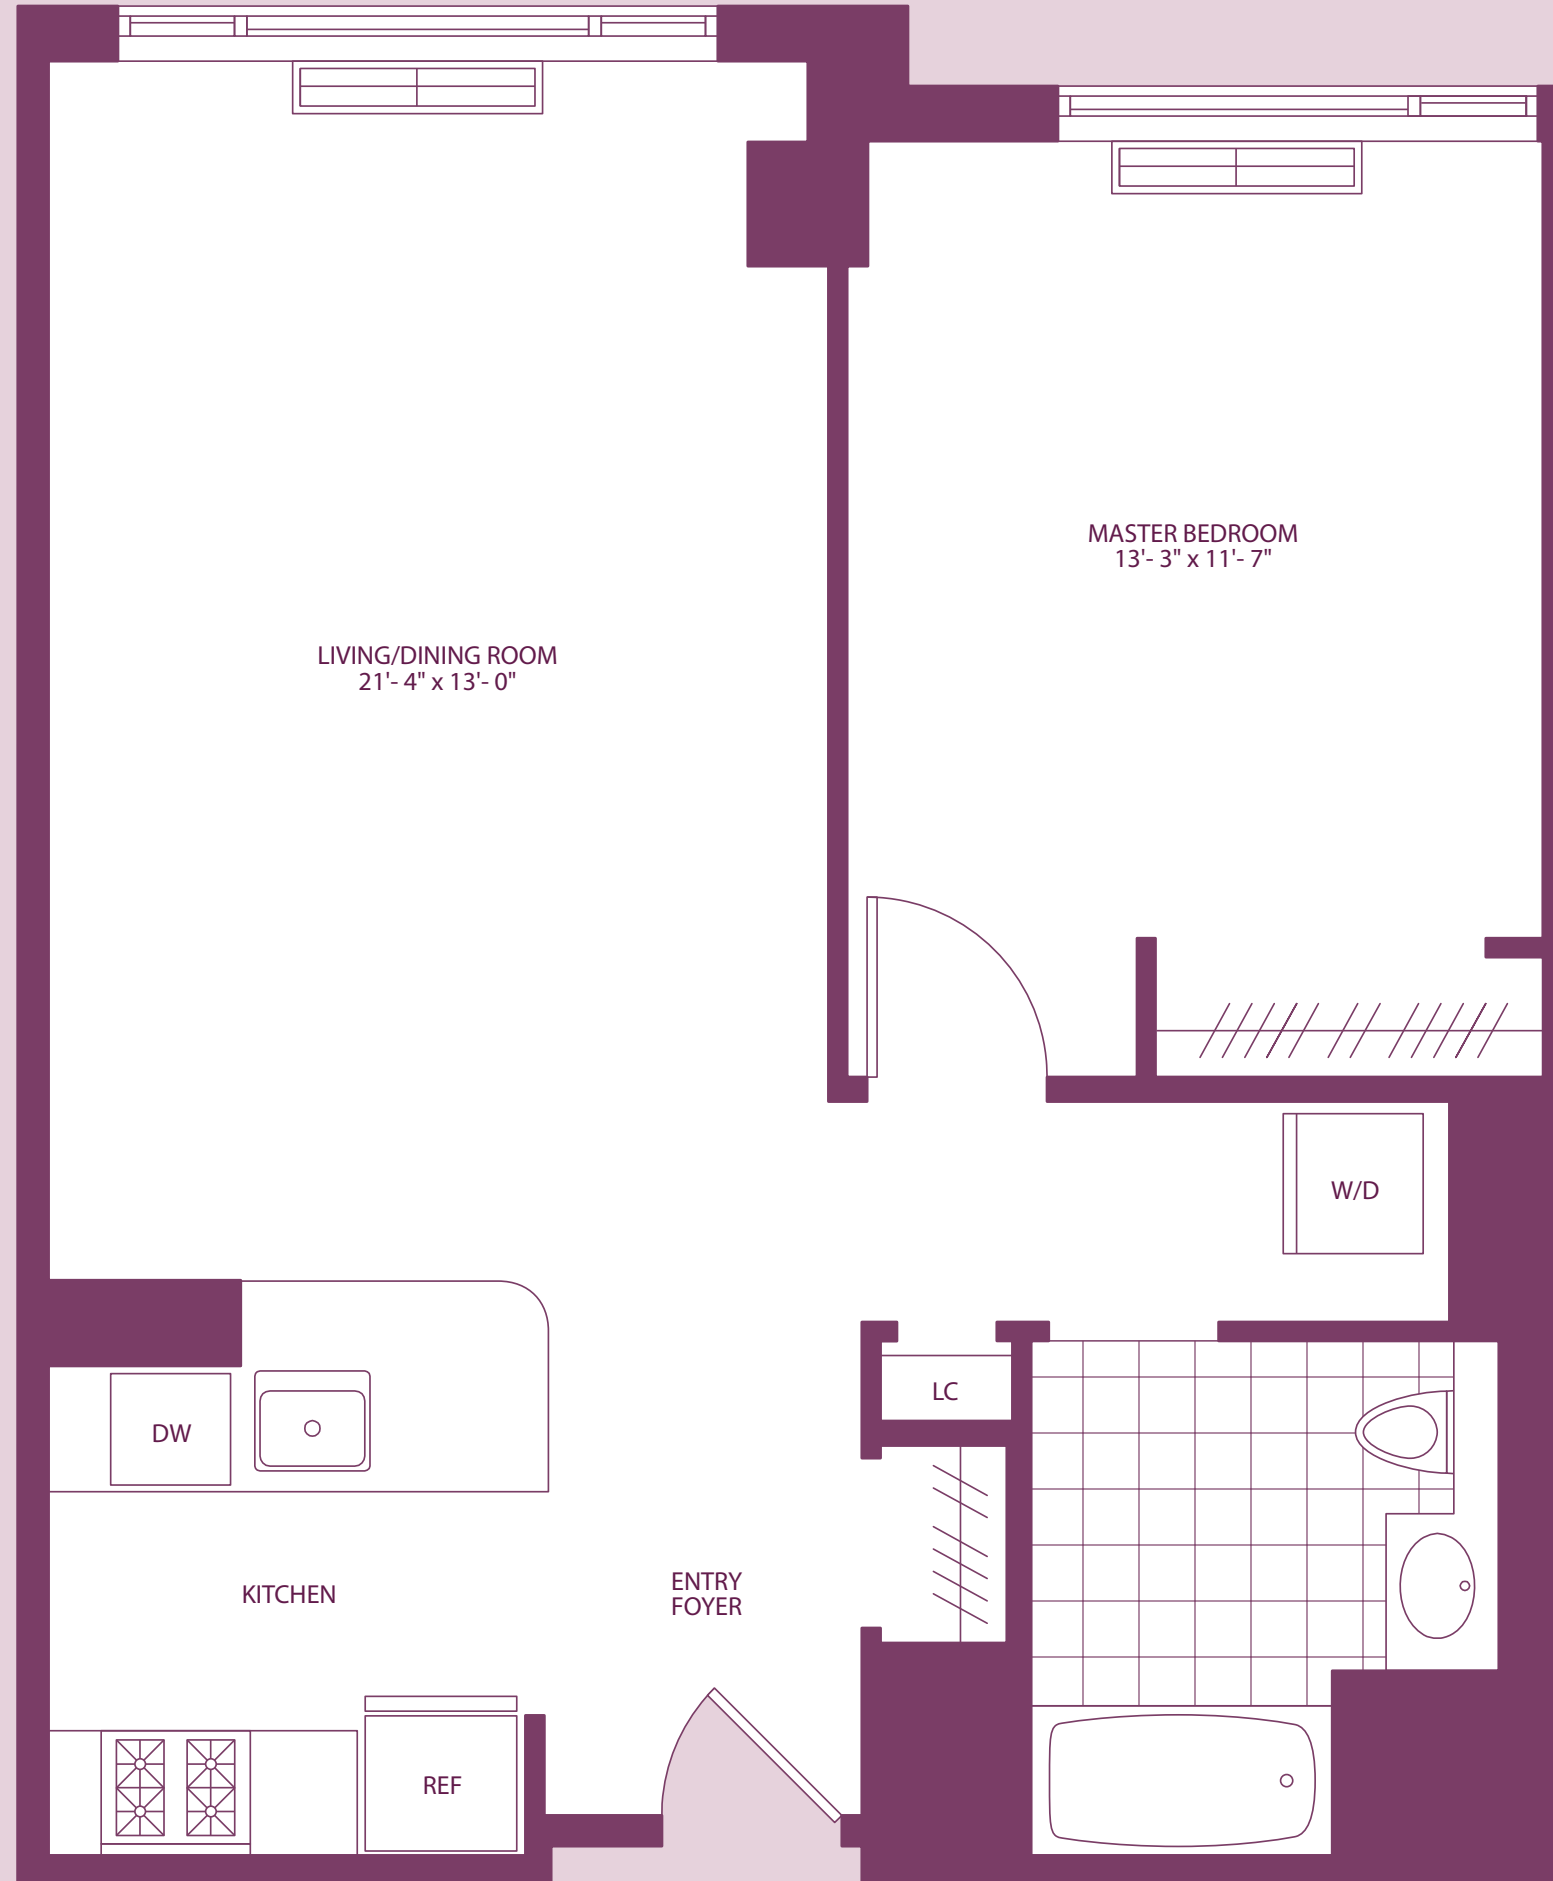 MASTER BEDROOM
13'- 3" x 11'- 7"
LIVING/DINING ROOM
21'- 4" x 13'- 0"
W/D
LC
DW
KITCHEN
ENTRY
FOYER
REF